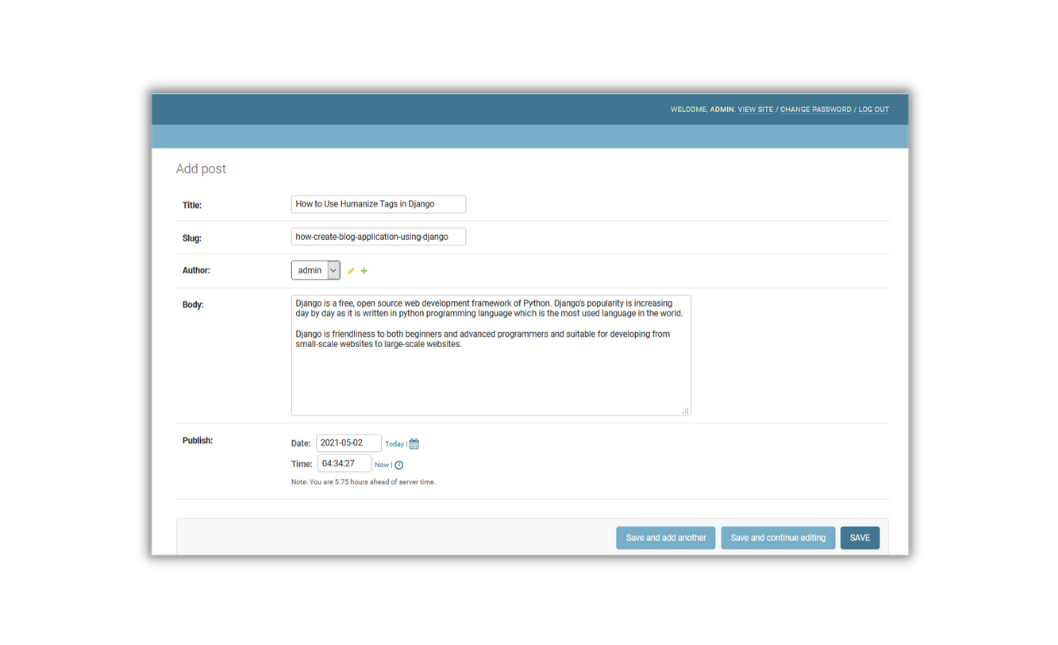 WELCOME, ADMIN. VIEW SITE / CHANGE PASSWORD / LOG OUT
Add post
Title: How to Use Humanize Tags in Django
Slug: how-create-blog-application-using-django
Author: admin
Body: Django is a free, open source web development framework of Python. Django's popularity is increasing
day by day as it is written in python programming language which is the most used language in the world.
Django is friendliness to both beginners and advanced programmers and suitable for developing from
small-scale websites to large-scale websites.
Publish: Date: 2021-05-02 Today |
Time: 04:34:27 Now |
Note: You are 5.75 hours ahead of server time.
Save and add another Save and continue editing SAVE